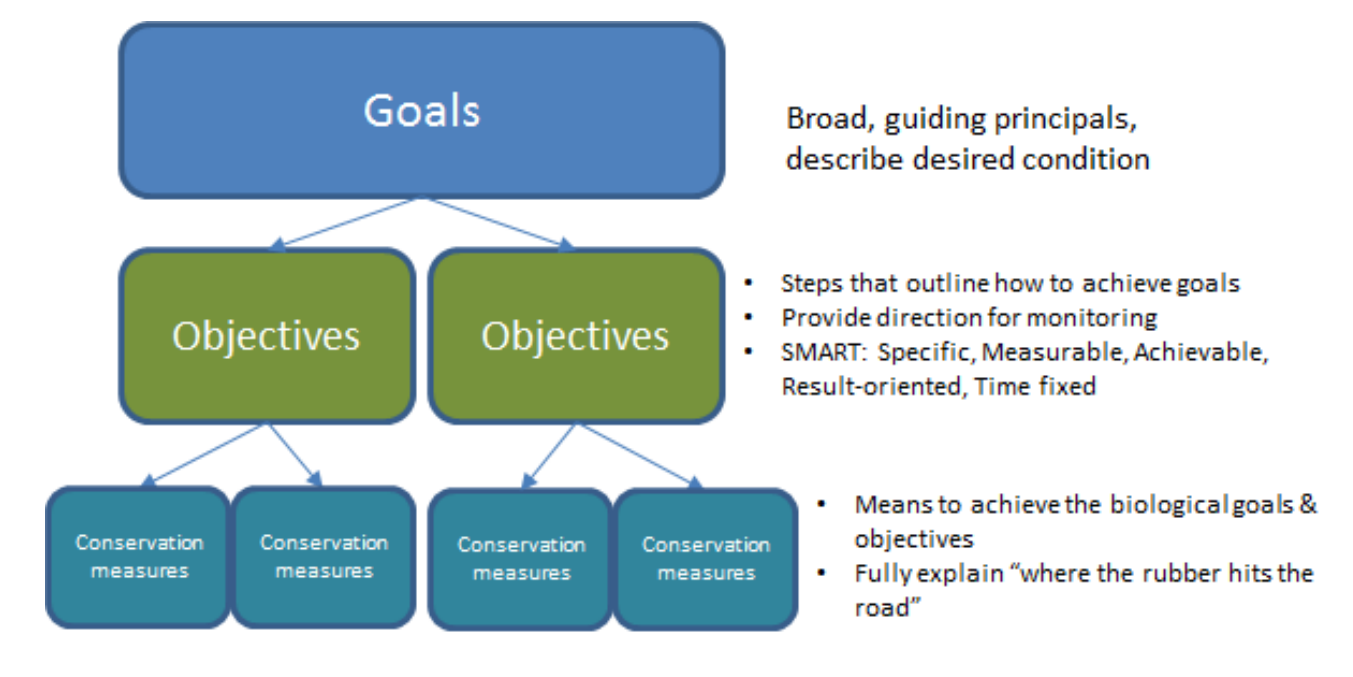 Goals
Broad, guiding principals,
describe desired condition
Objectives
Objectives
• Steps that outline how to achieve goals
• Provide direction for monitoring
• SMART: Specific, Measurable, Achievable,
Result-oriented, Time fixed
Conservation
measures
Conservation
measures
Conservation
measures
Conservation
measures
• Means to achieve the biological goals &
objectives
• Fully explain “where the rubber hits the
road”